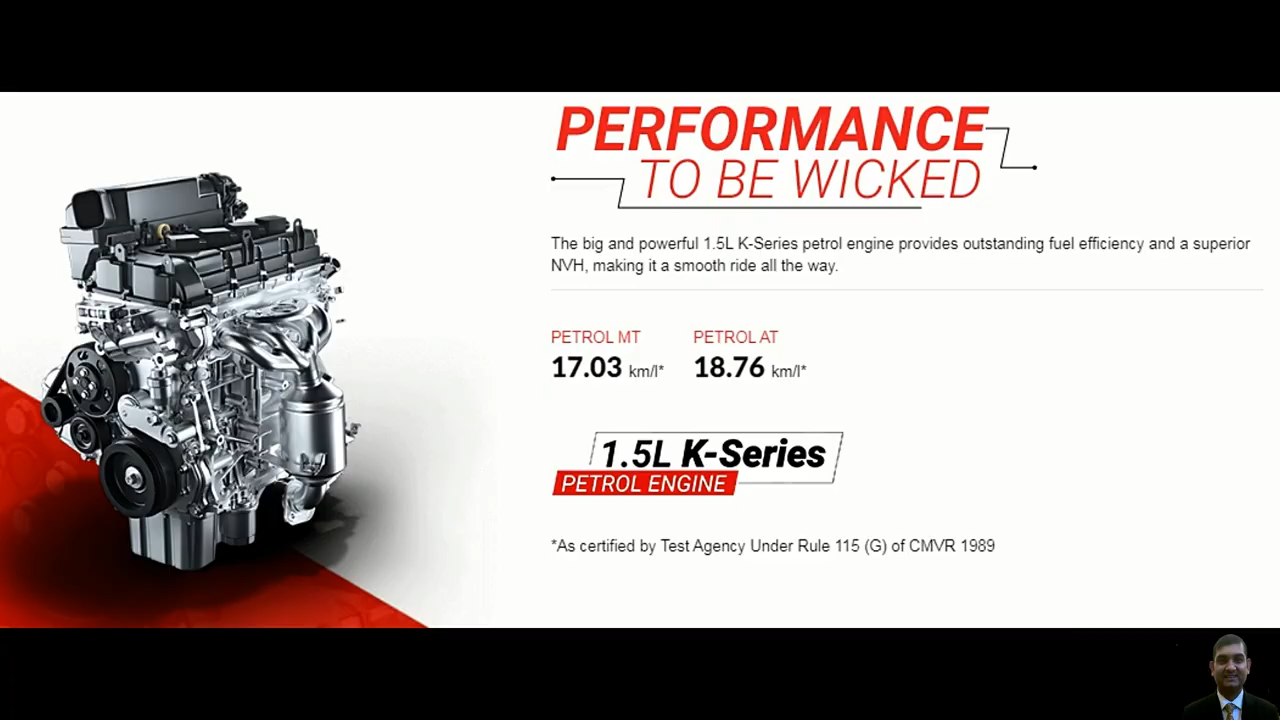 PERFORMANCE
TO BE WICKED
The big and powerful 1.5L K-Series petrol engine provides outstanding fuel efficiency and a superior
NVH, making it a smooth ride all the way.
PETROL MT PETROL AT
17.03 km/l* 18.76 km/l*
1.5L K-Series
PETROL ENGINE
*As certified by Test Agency Under Rule 115 (G) of CMVR 1989